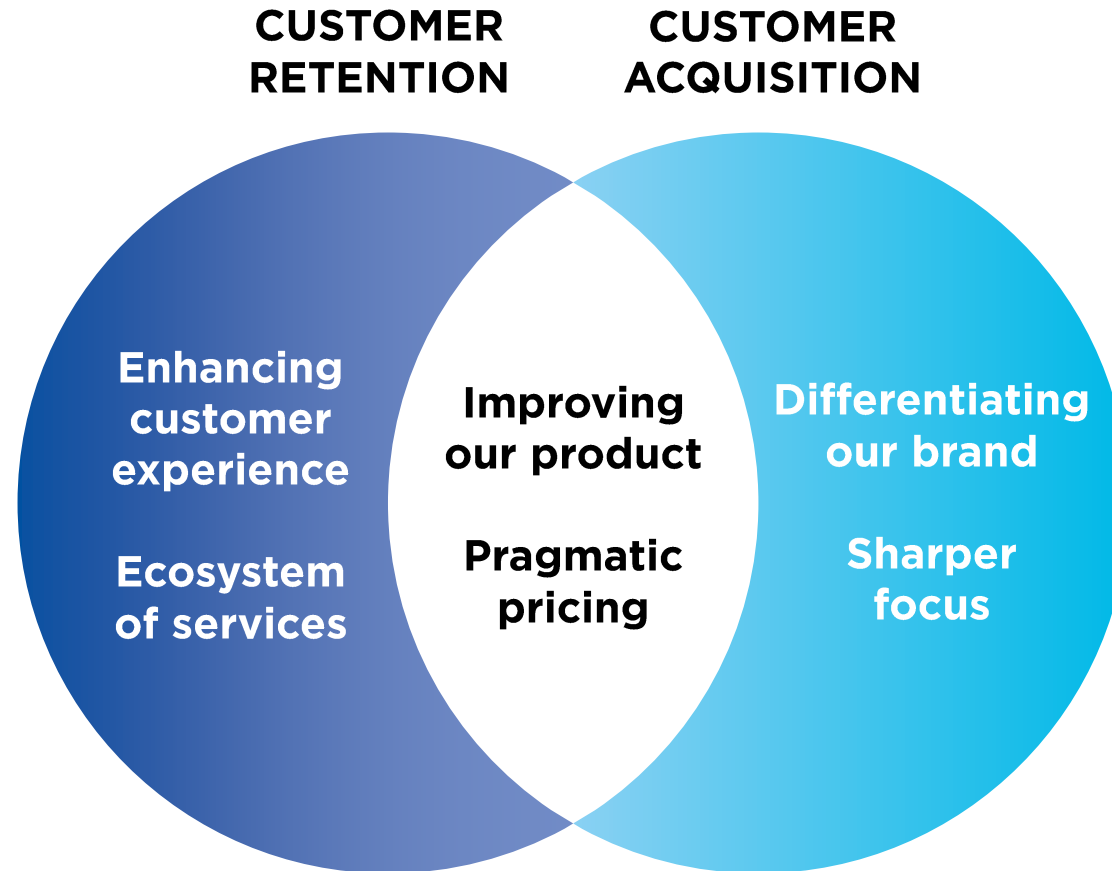 CUSTOMER
RETENTION
CUSTOMER
ACQUISITION
Enhancing
customer
experience
Ecosystem
of services
Improving
our product
Pragmatic
pricing
Differentiating
our brand
Sharper
focus